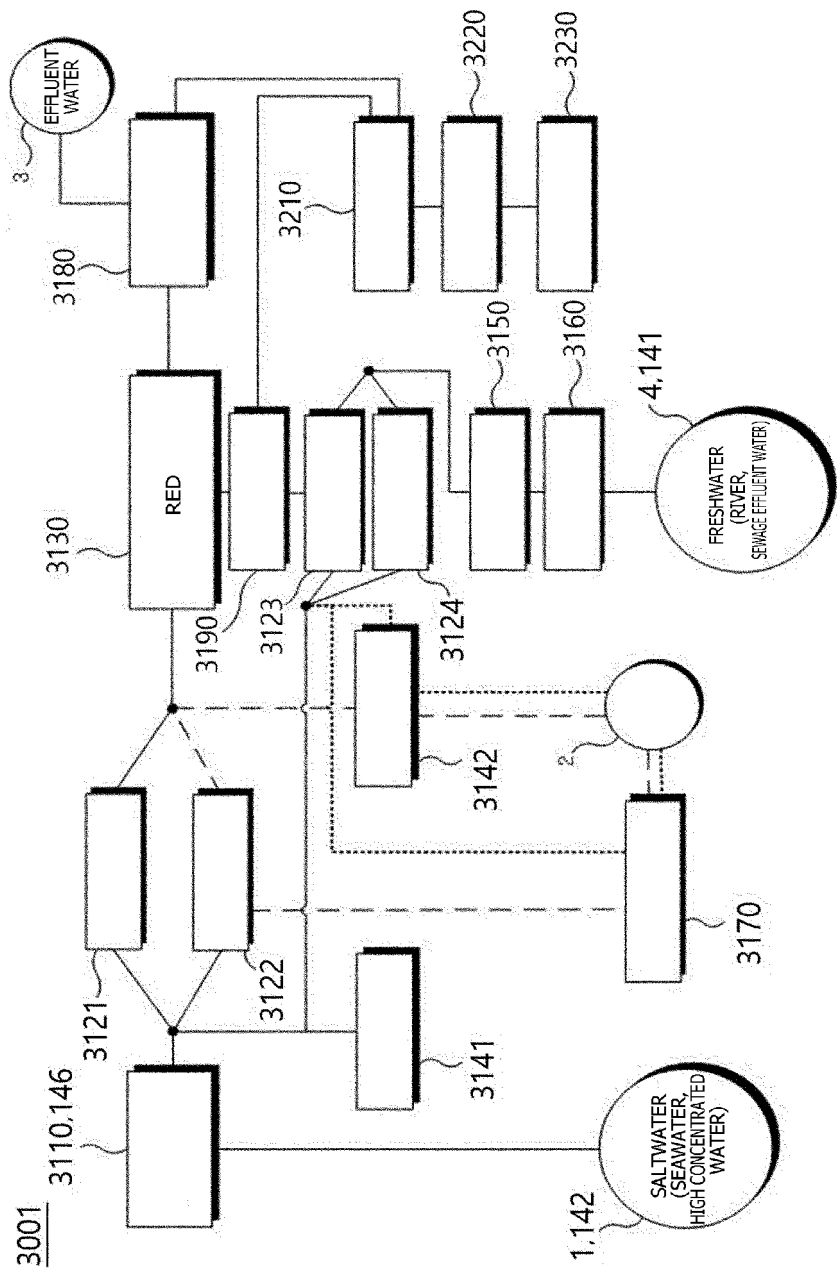 3001
3110,146
3121
3122
3141
1,142
SALTWATER
(SEAWATER,
HIGH CONCENTRATED
WATER)
3130
RED
3190
3123
3124
3142
2
3170
3180
3
EFFLUENT
WATER
3210
3220
3230
3150
3160
4,141
FRESHWATER
(RIVER,
SEWAGE EFFLUENT WATER)